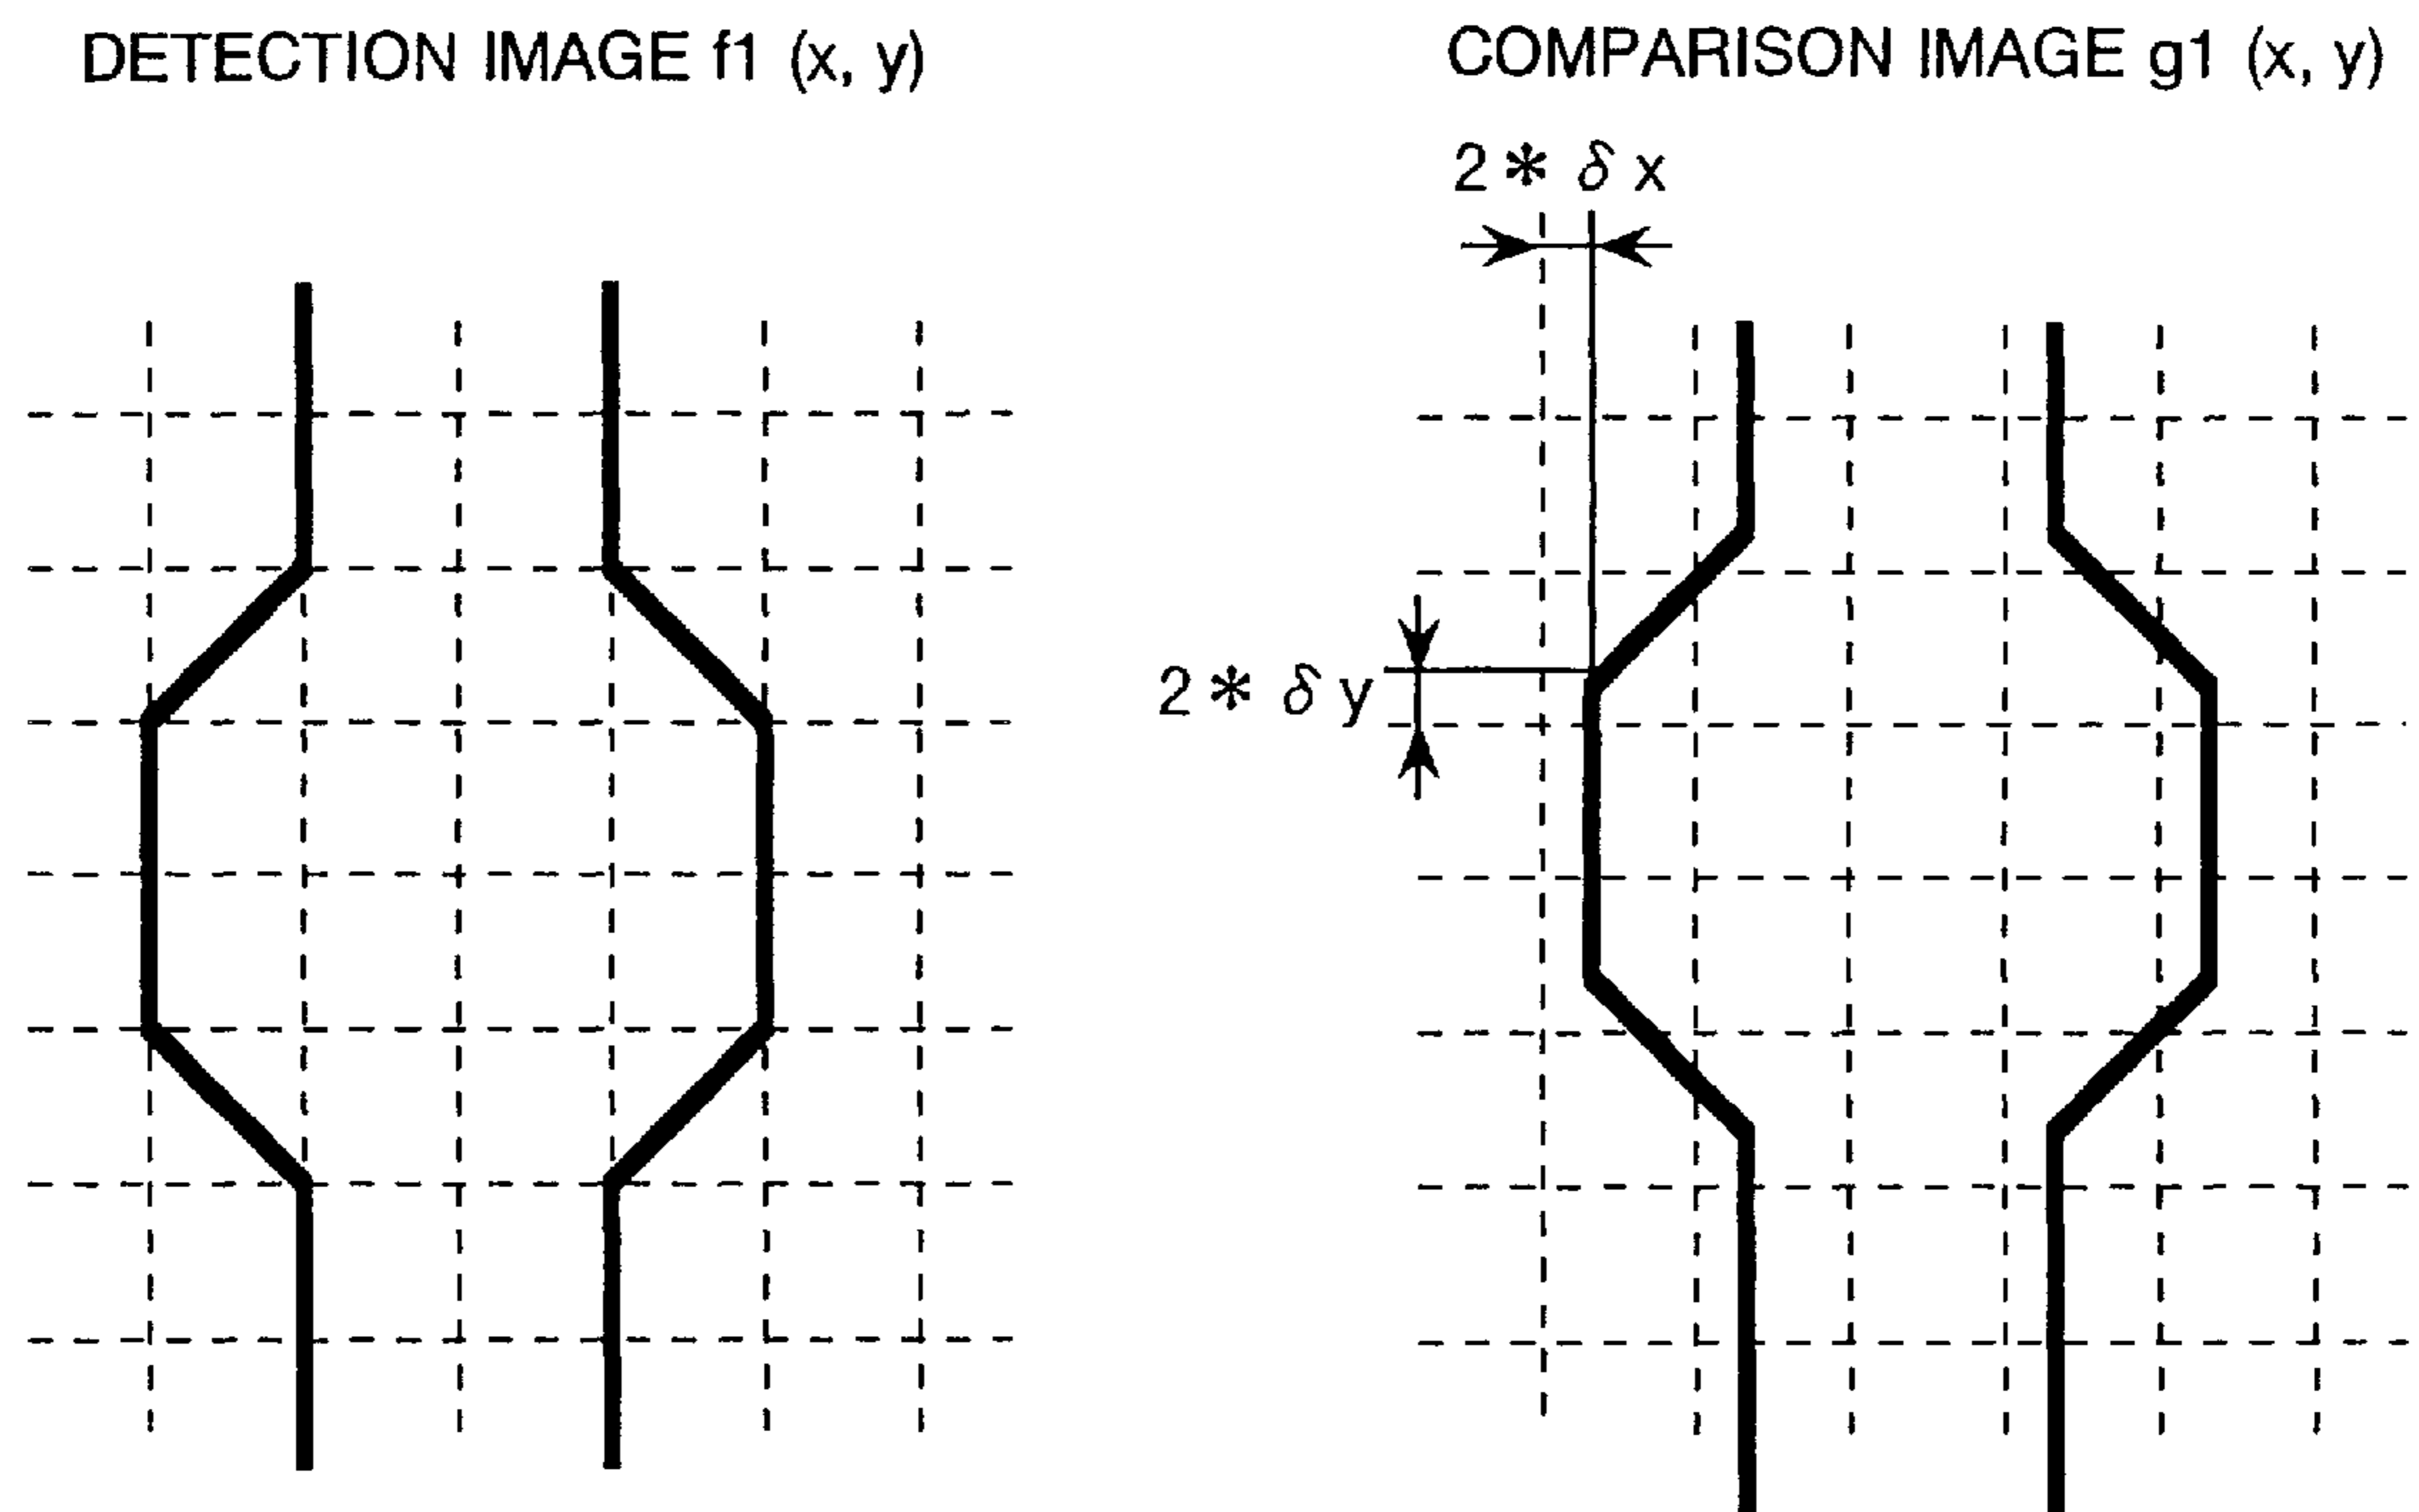 DETECTION IMAGE f1 (x, y)
COMPARISON IMAGE g1 (x, y)
2 * δ x
2 * δ y